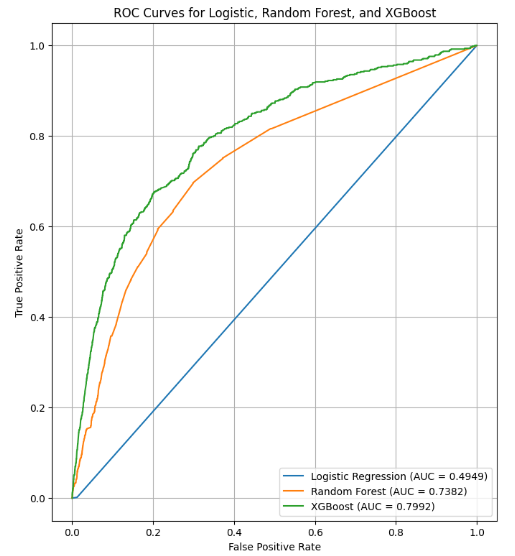 ROC Curves for Logistic, Random Forest, and XGBoost
True Positive Rate
1.0
0.8
0.6
0.4
0.2
0.0
Logistic Regression (AUC = 0.4949)
Random Forest (AUC = 0.7382)
XGBoost (AUC = 0.7992)
0.0 0.2 0.4 0.6 0.8 1.0
False Positive Rate